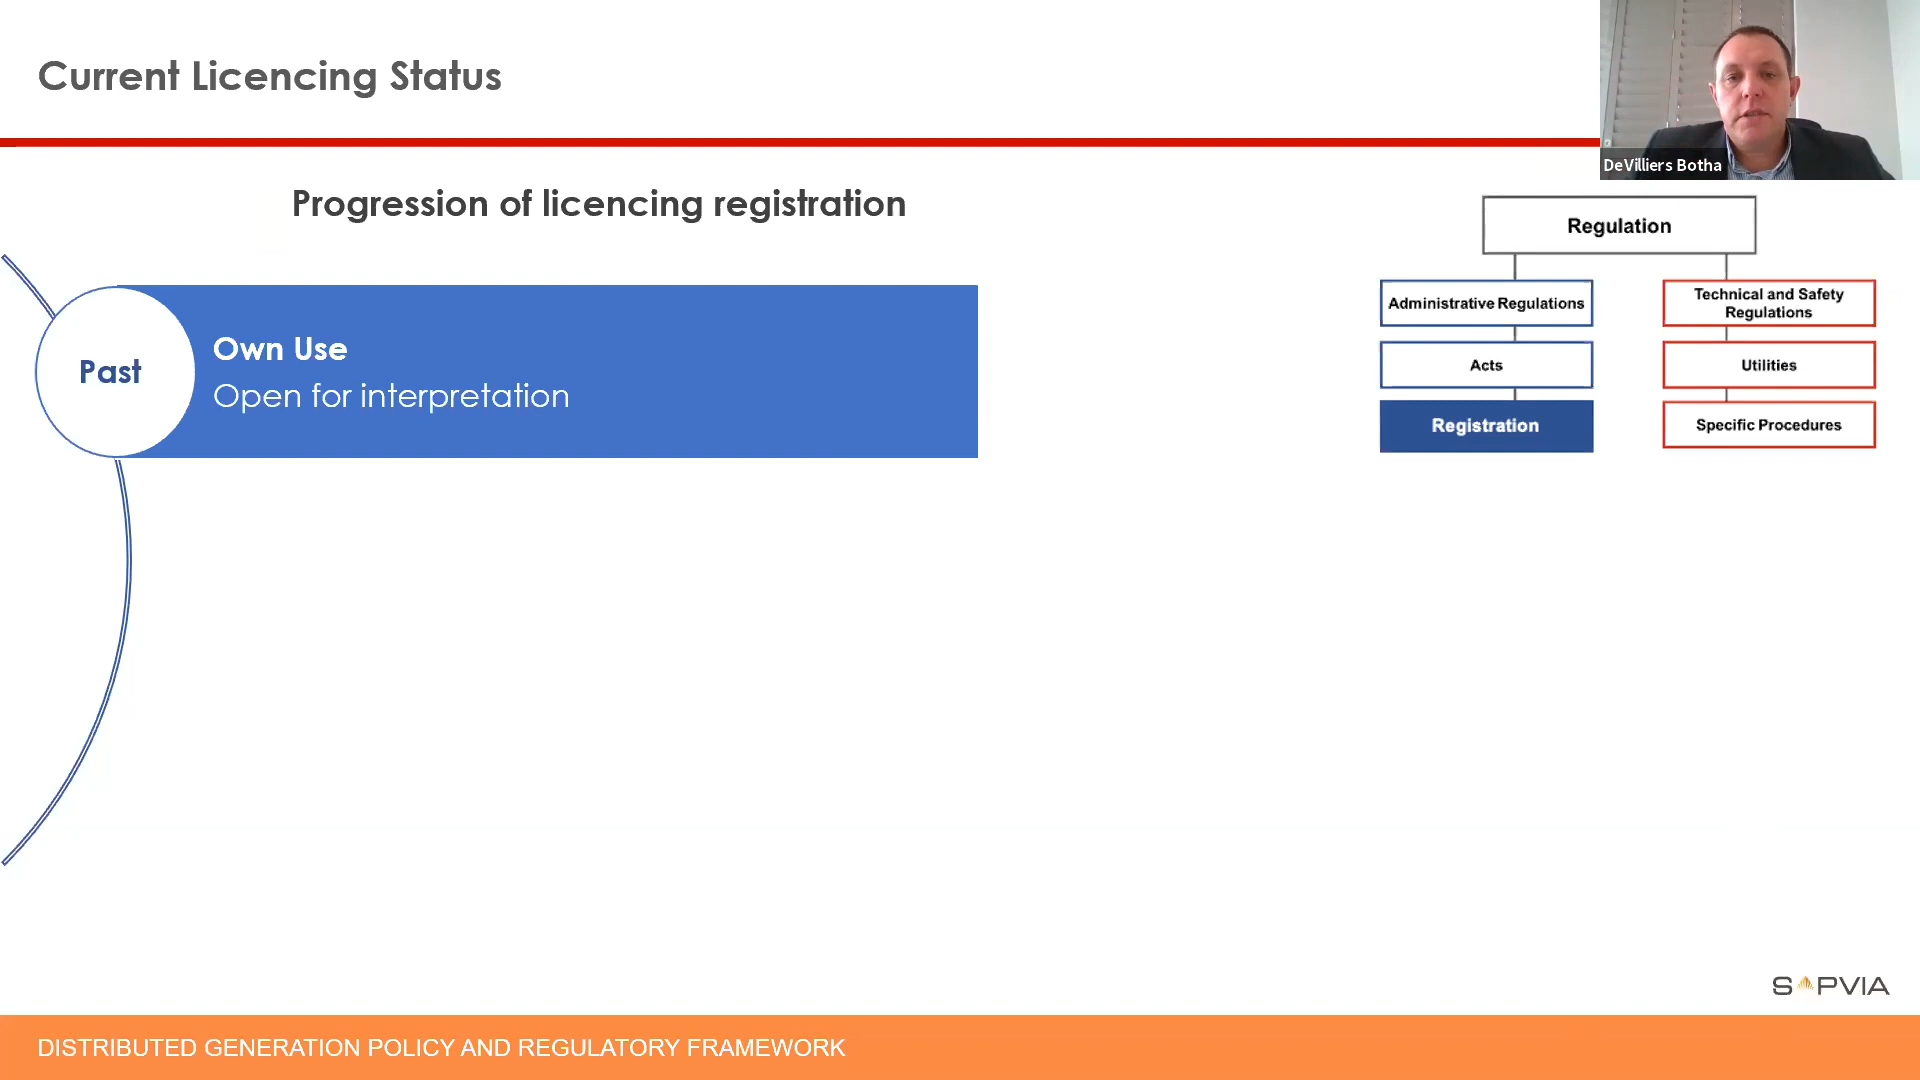 Current Licencing Status
DeVilliers Botha
Progression of licencing registration
Past
Own Use
Open for interpretation
Regulation
Administrative Regulations
Technical and Safety
Regulations
Acts
Utilities
Registration
Specific Procedures
SAPVIA
DISTRIBUTED GENERATION POLICY AND REGULATORY FRAMEWORK